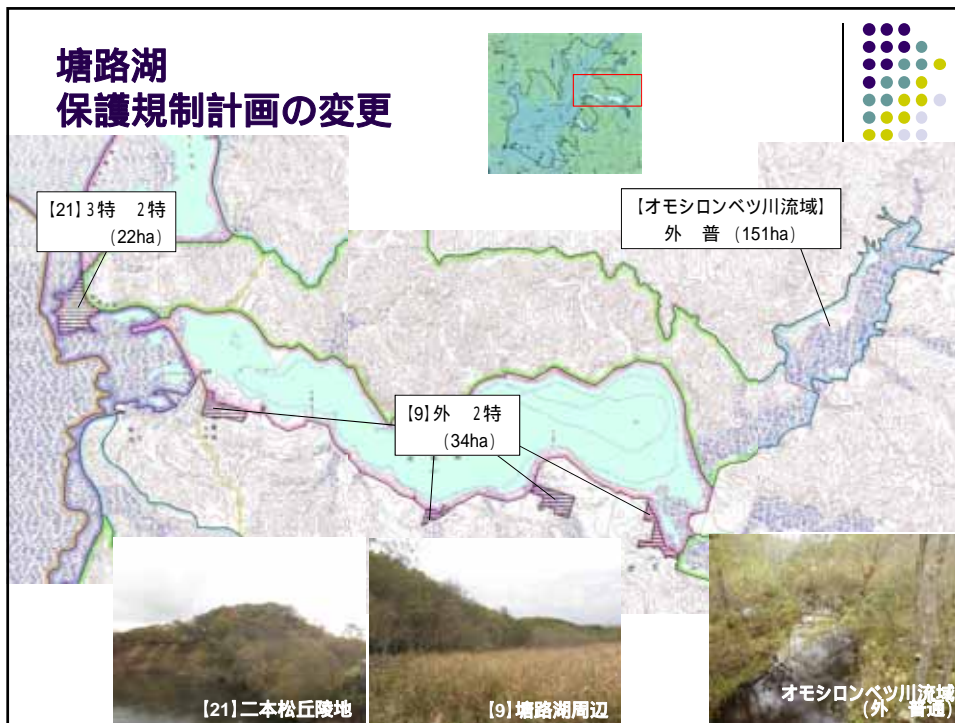 塘路湖
保護規制計画の変更
【21】3特　2特
(22ha)
【オモシロンベツ川流域】
外　普 (151ha)
【9】外　2特
(34ha)
【21】二本松丘陵地
【9】塘路湖周辺
オモシロンベツ川流域
(外　普通)